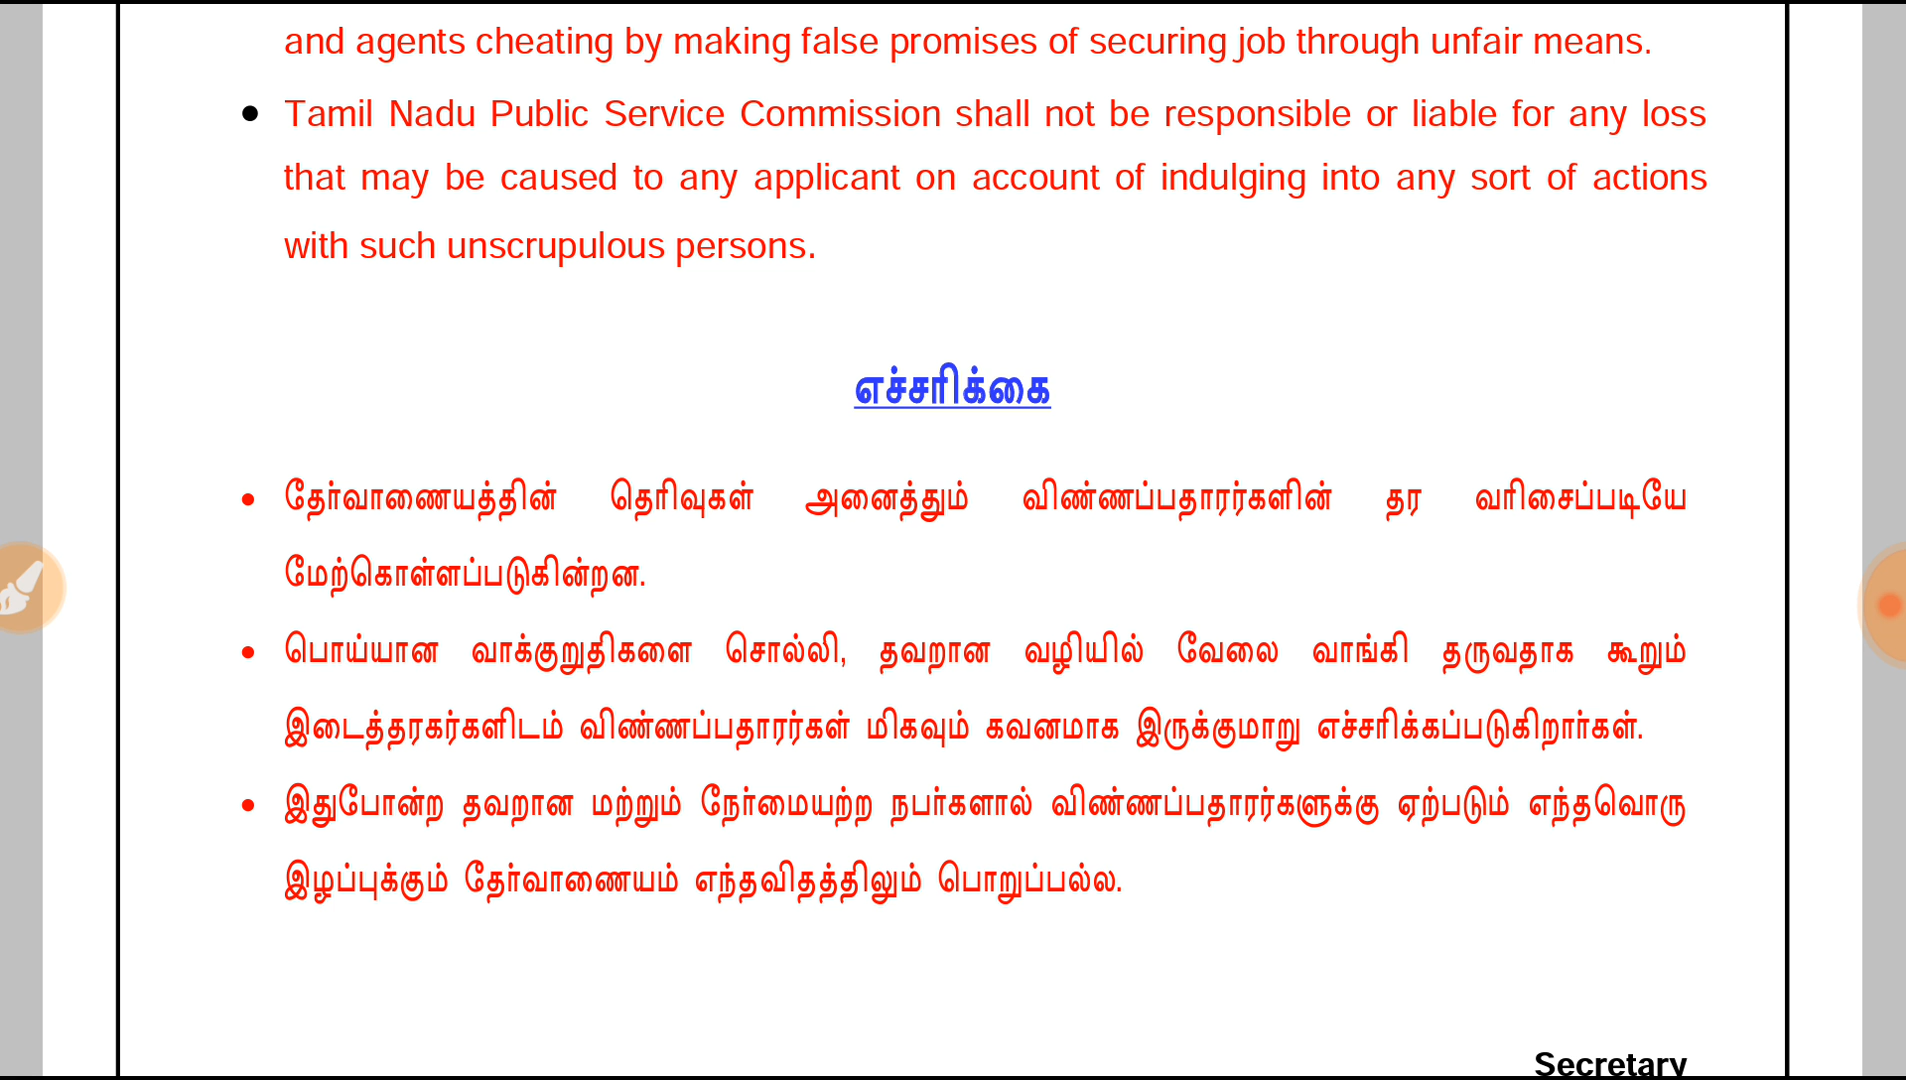 and agents cheating by making false promises of securing job through unfair means.
● Tamil Nadu Public Service Commission shall not be responsible or liable for any loss
that may be caused to any applicant on account of indulging into any sort of actions
with such unscrupulous persons.
எச்சரிக்கை
● தேர்வாணையத்தின் தெரிவுகள் அனைத்தும் விண்ணப்பதாரர்களின் தர வரிசைப்படியே
மேற்கொள்ளப்படுகின்றன.
● பொய்யான வாக்குறுதிகளை சொல்லி, தவறான வழியில் வேலை வாங்கி தருவதாக கூறும்
இடைத்தரகர்களிடம் விண்ணப்பதாரர்கள் மிகவும் கவனமாக இருக்குமாறு எச்சரிக்கப்படுகிறார்கள்.
● இதுபோன்ற தவறான மற்றும் நேர்மையற்ற நபர்களால் விண்ணப்பதாரர்களுக்கு ஏற்படும் எந்தவொரு
இழப்புக்கும் தேர்வாணையம் எந்தவிதத்திலும் பொறுப்பல்ல.
Secretary